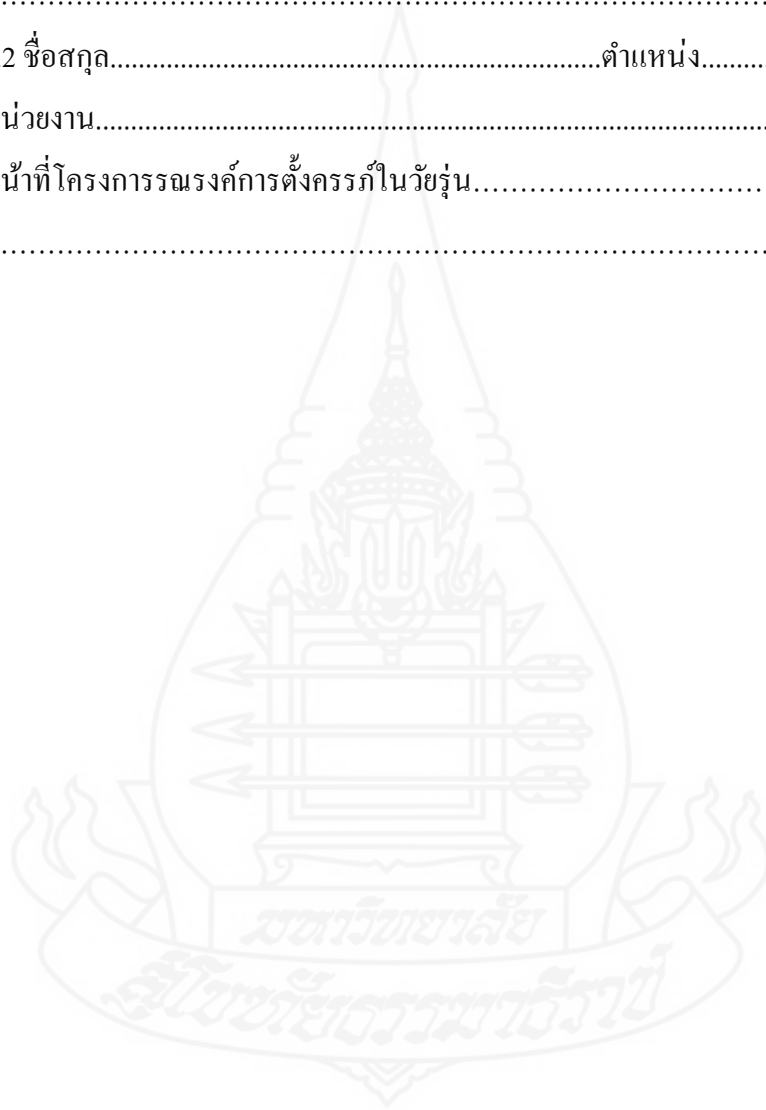 ................................................................................................
2 ชื่อสกุล.....................................................................ตำแหน่ง.........
น่วยงาน...............................................................................................
น้าที่โครงการรณรงค์การตั้งครรภ์ในวัยรุ่น……………………………
................................................................................................
มหาวิทยาลัย
สุโขทัยธรรมาธิราช